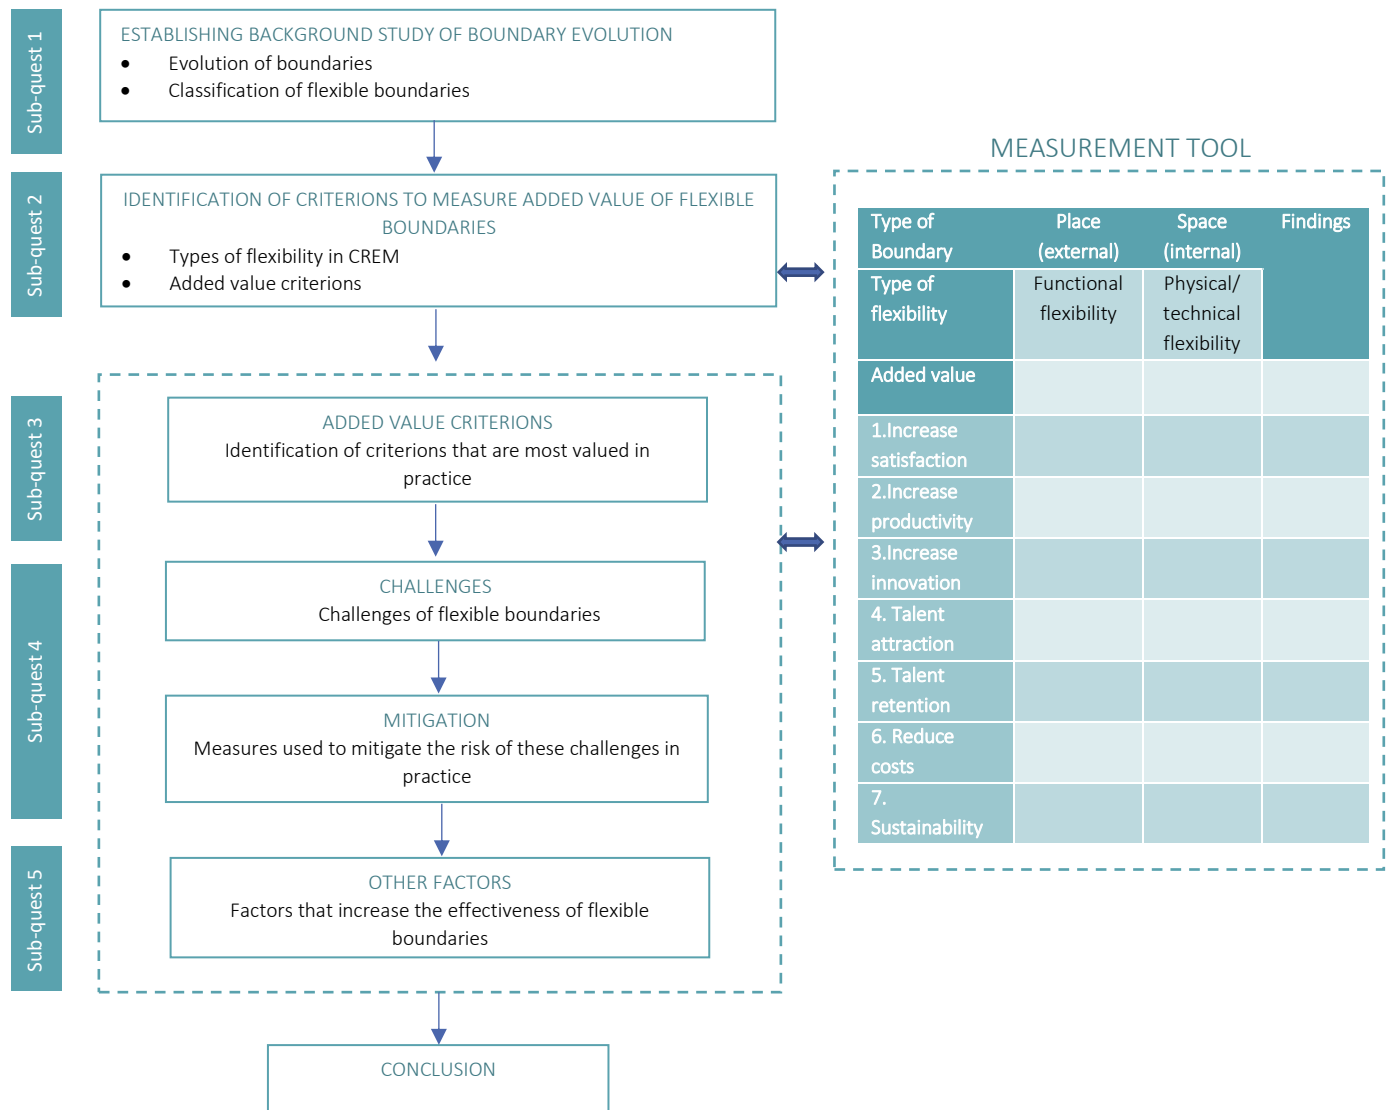 Sub-quest 1
ESTABLISHING BACKGROUND STUDY OF BOUNDARY EVOLUTION
• Evolution of boundaries
• Classification of flexible boundaries
Sub-quest 2
IDENTIFICATION OF CRITERIONS TO MEASURE ADDED VALUE OF FLEXIBLE
BOUNDARIES
• Types of flexibility in CREM
• Added value criterions
Sub-quest 3
ADDED VALUE CRITERIONS
Identification of criterions that are most valued in
practice
Sub-quest 4
CHALLENGES
Challenges of flexible boundaries
MITIGATION
Measures used to mitigate the risk of these challenges in
practice
Sub-quest 5
OTHER FACTORS
Factors that increase the effectiveness of flexible
boundaries
CONCLUSION
MEASUREMENT TOOL
Type of
Boundary
Place
(external)
Space
(internal)
Findings
Type of
flexibility
Functional
flexibility
Physical/
technical
flexibility
Added value
1.Increase
satisfaction
2.Increase
productivity
3.Increase
innovation
4. Talent
attraction
5. Talent
retention
6. Reduce
costs
7.
Sustainability